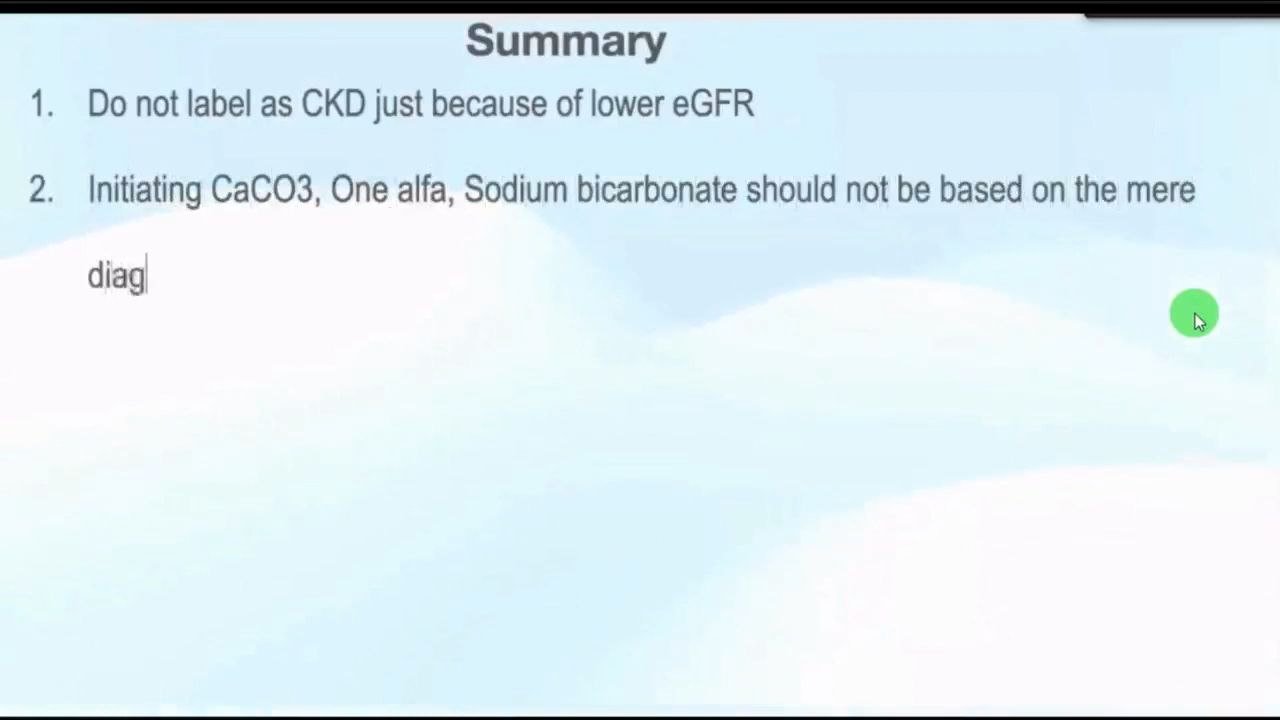 Summary
1. Do not label as CKD just because of lower eGFR
2. Initiating CaCO3, One alfa, Sodium bicarbonate should not be based on the mere
diag